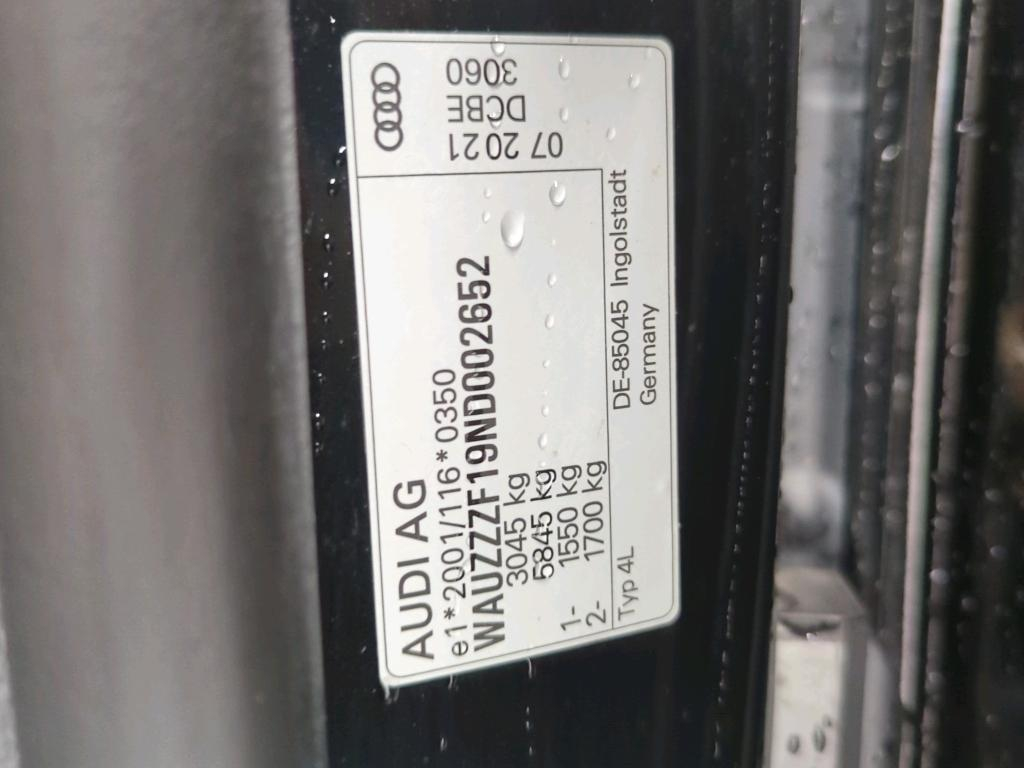 AUDI AG
e1*2001/116*0350
WAUZZZF19ND002652
3045 kg
5845 kg
1- 1550 kg
2- 1700 kg
Typ 4L
DE-85045 Ingolstadt
Germany
07 2021
DCBE
3060